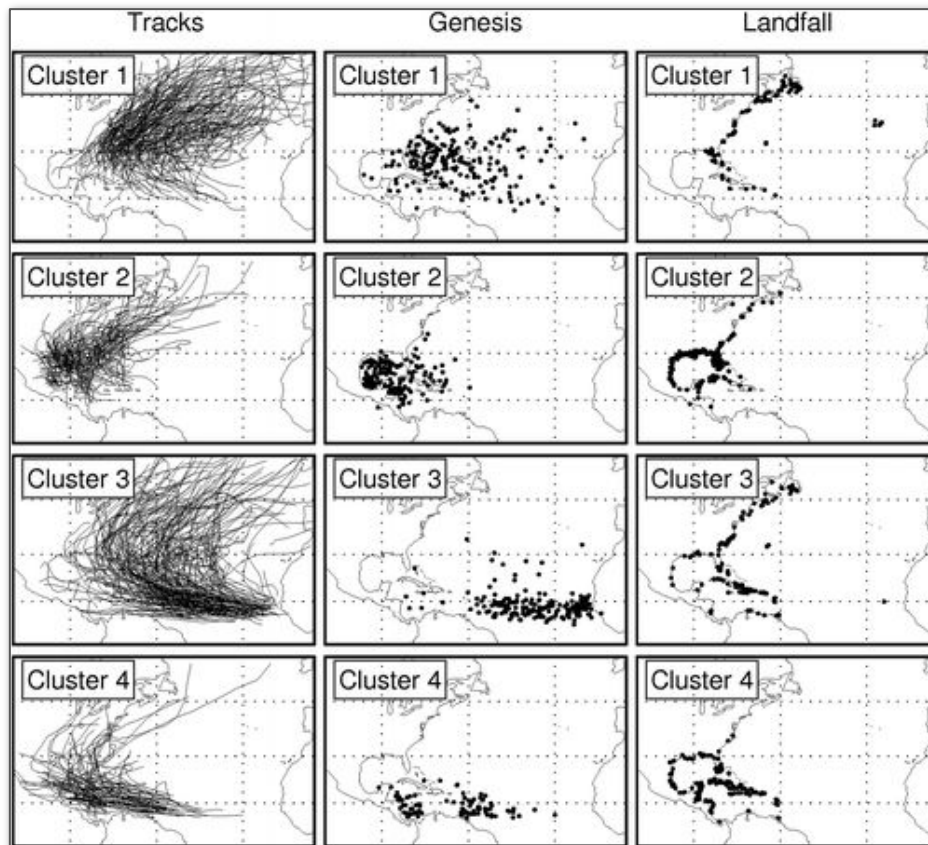 Tracks Genesis Landfall
Cluster 1 Cluster 1 Cluster 1
Cluster 2 Cluster 2 Cluster 2
Cluster 3 Cluster 3 Cluster 3
Cluster 4 Cluster 4 Cluster 4